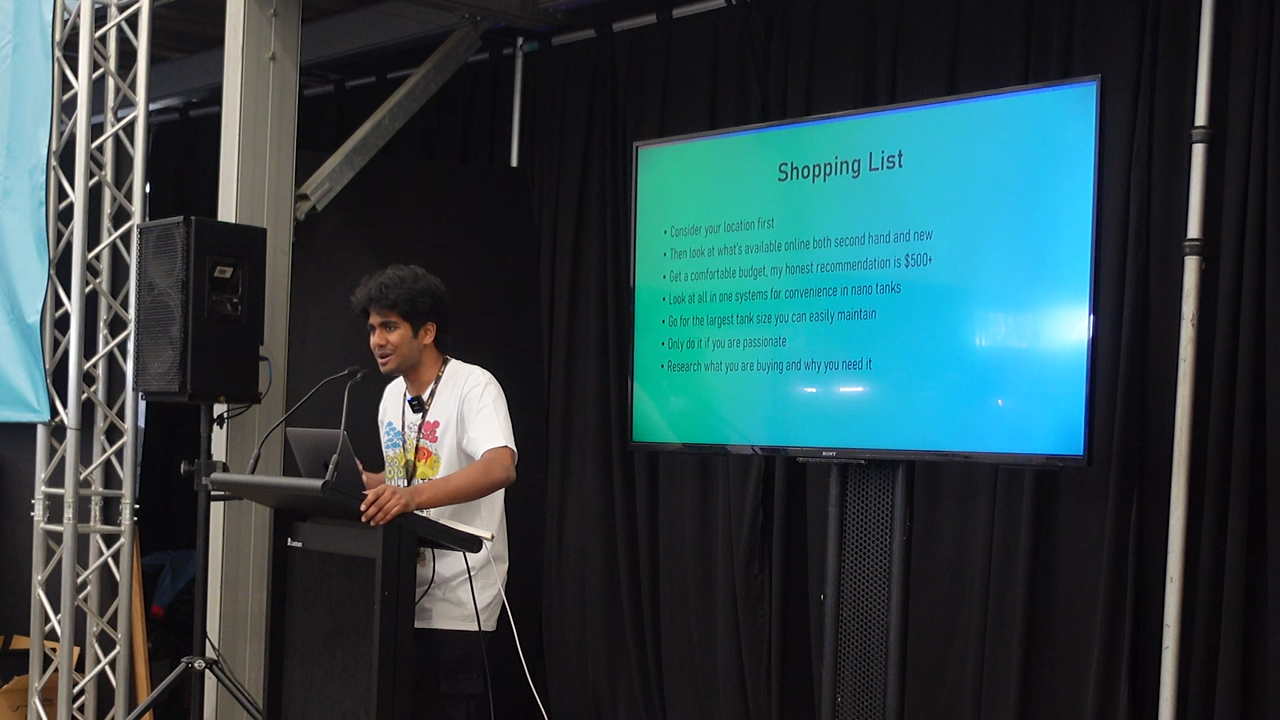 Shopping List
• Consider your location first
• Then look at what's available online both second hand and new
• Get a comfortable budget, my honest recommendation is $500+
• Look at all in one systems for convenience in nano tanks
• Go for the largest tank size you can easily maintain
• Only do it if you are passionate
• Research what you are buying and why you need it
SONY